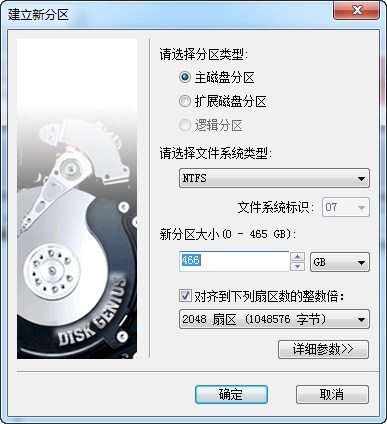 建立新分区
请选择分区类型:
主磁盘分区
扩展磁盘分区
逻辑分区
请选择文件系统类型:
NTFS
文件系统标识: 07
新分区大小(0 - 465 GB):
466 GB
对齐到下列扇区数的整数倍:
2048 扇区 (1048576 字节)
详细参数>>
DISK GENIUS
确定 取消